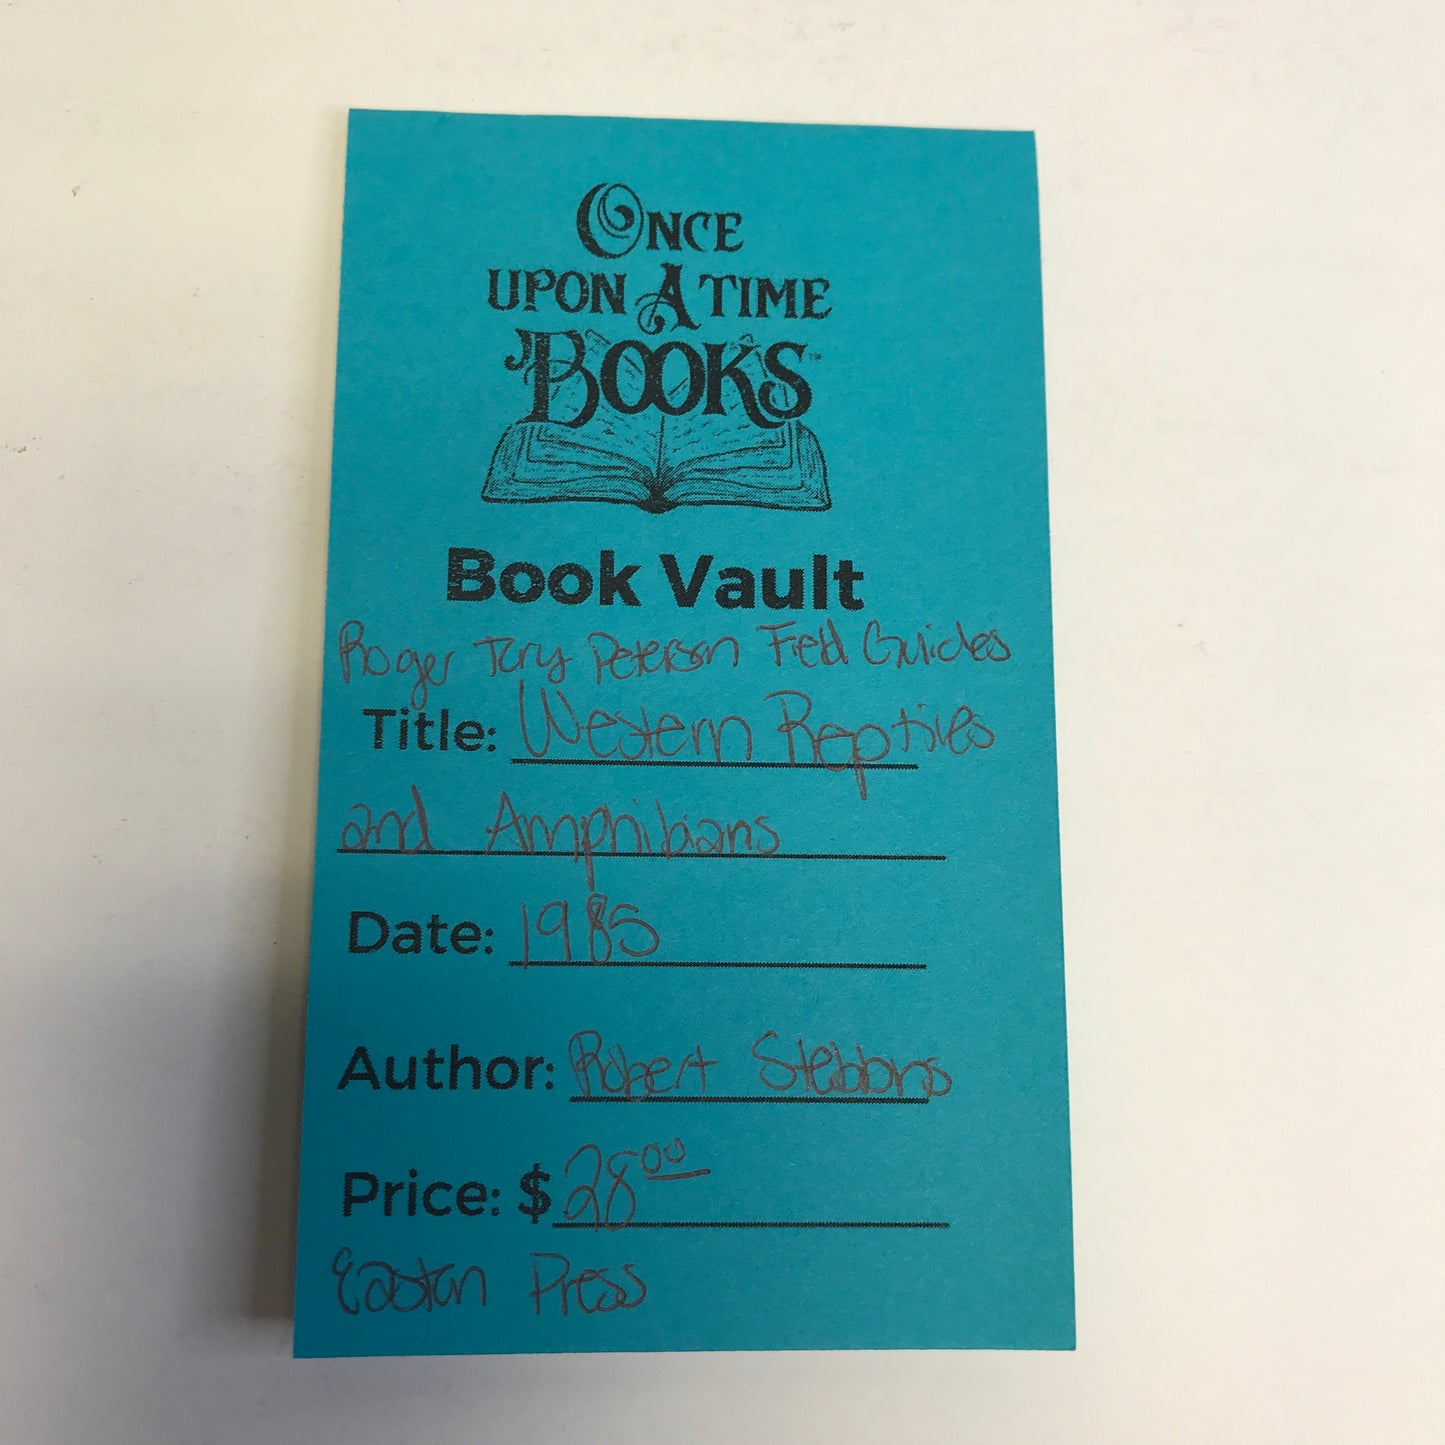 ONCE
UPON A TIME
BOOKS™
Book Vault
Roger Tory Peterson Field Guides
Title: Western Reptiles
and Amphibians
Date: 1985
Author: Robert Stebbins
Price: $28.00
Easton Press